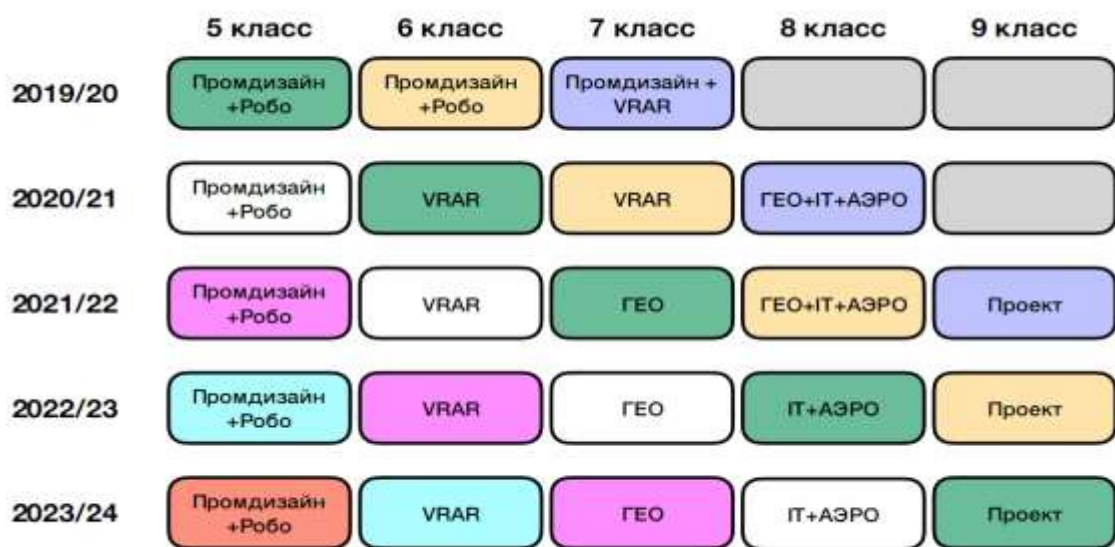 5 класс 6 класс 7 класс 8 класс 9 класс
2019/20
Промдизайн
+Робо
Промдизайн
+Робо
Промдизайн +
VRAR
2020/21
Промдизайн
+Робо
VRAR
VRAR
ГЕО+IT+АЭРО
2021/22
Промдизайн
+Робо
VRAR
ГЕО
ГЕО+IT+АЭРО
Проект
2022/23
Промдизайн
+Робо
VRAR
ГЕО
IT+АЭРО
Проект
2023/24
Промдизайн
+Робо
VRAR
ГЕО
IT+АЭРО
Проект